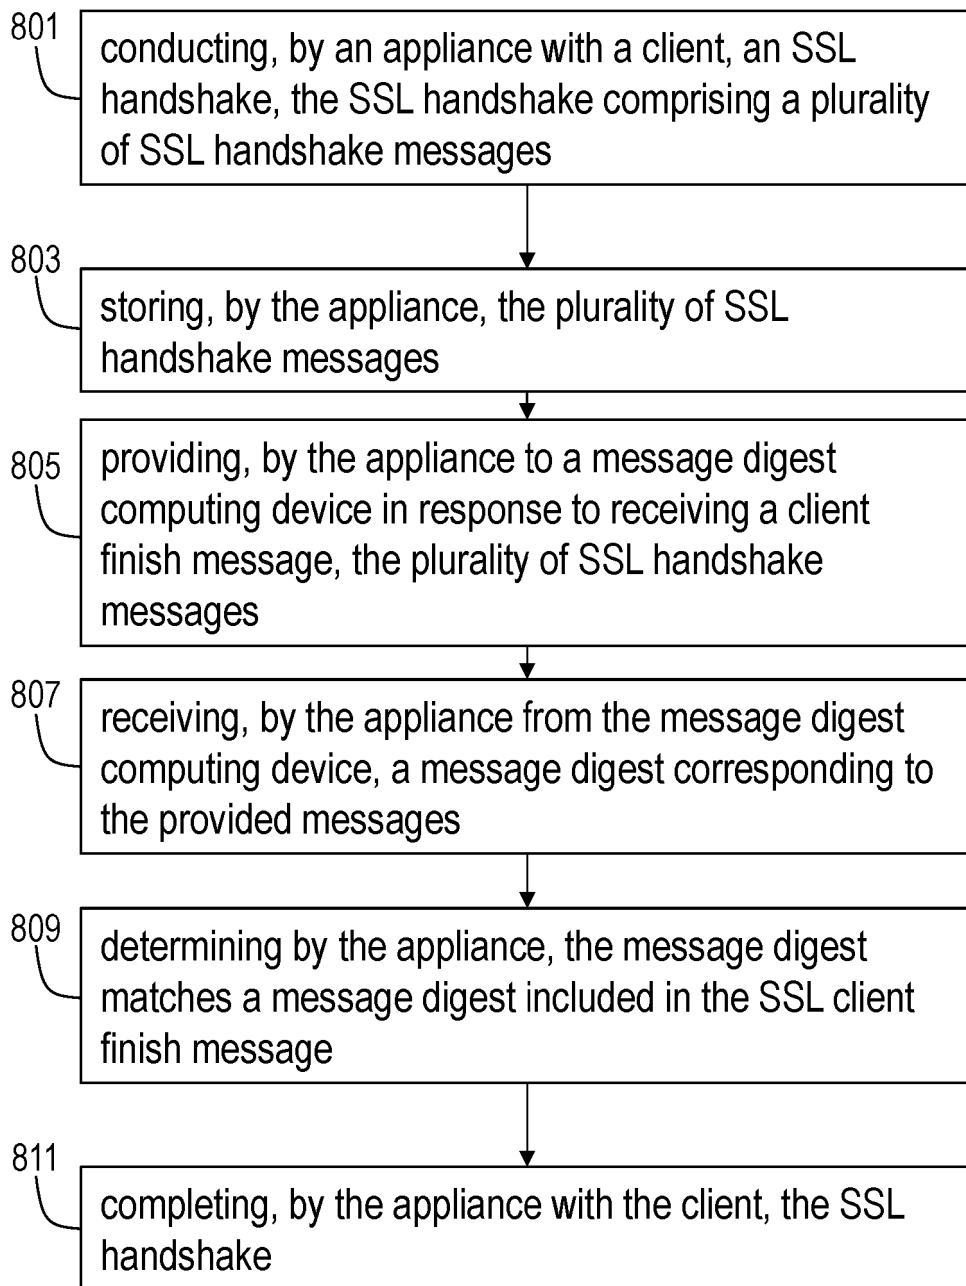 801
conducting, by an appliance with a client, an SSL
handshake, the SSL handshake comprising a plurality
of SSL handshake messages
803
storing, by the appliance, the plurality of SSL
handshake messages
805
providing, by the appliance to a message digest
computing device in response to receiving a client
finish message, the plurality of SSL handshake
messages
807
receiving, by the appliance from the message digest
computing device, a message digest corresponding to
the provided messages
809
determining by the appliance, the message digest
matches a message digest included in the SSL client
finish message
811
completing, by the appliance with the client, the SSL
handshake